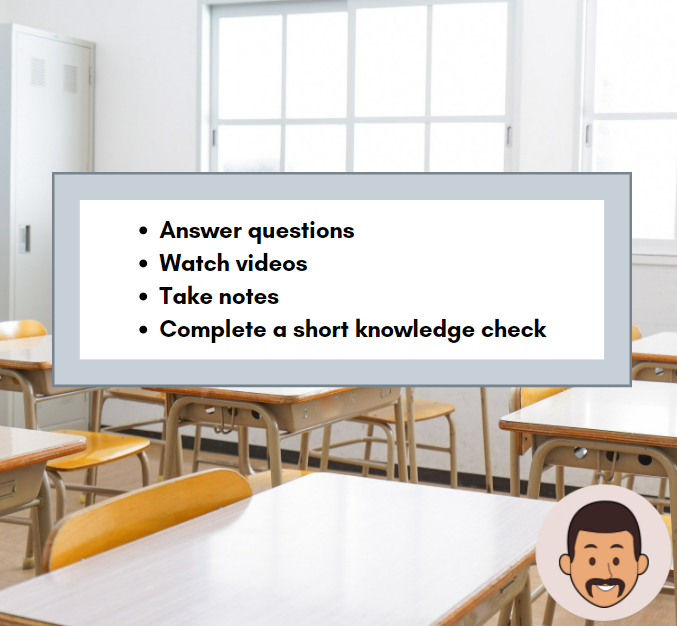 • Answer questions
• Watch videos
• Take notes
• Complete a short knowledge check